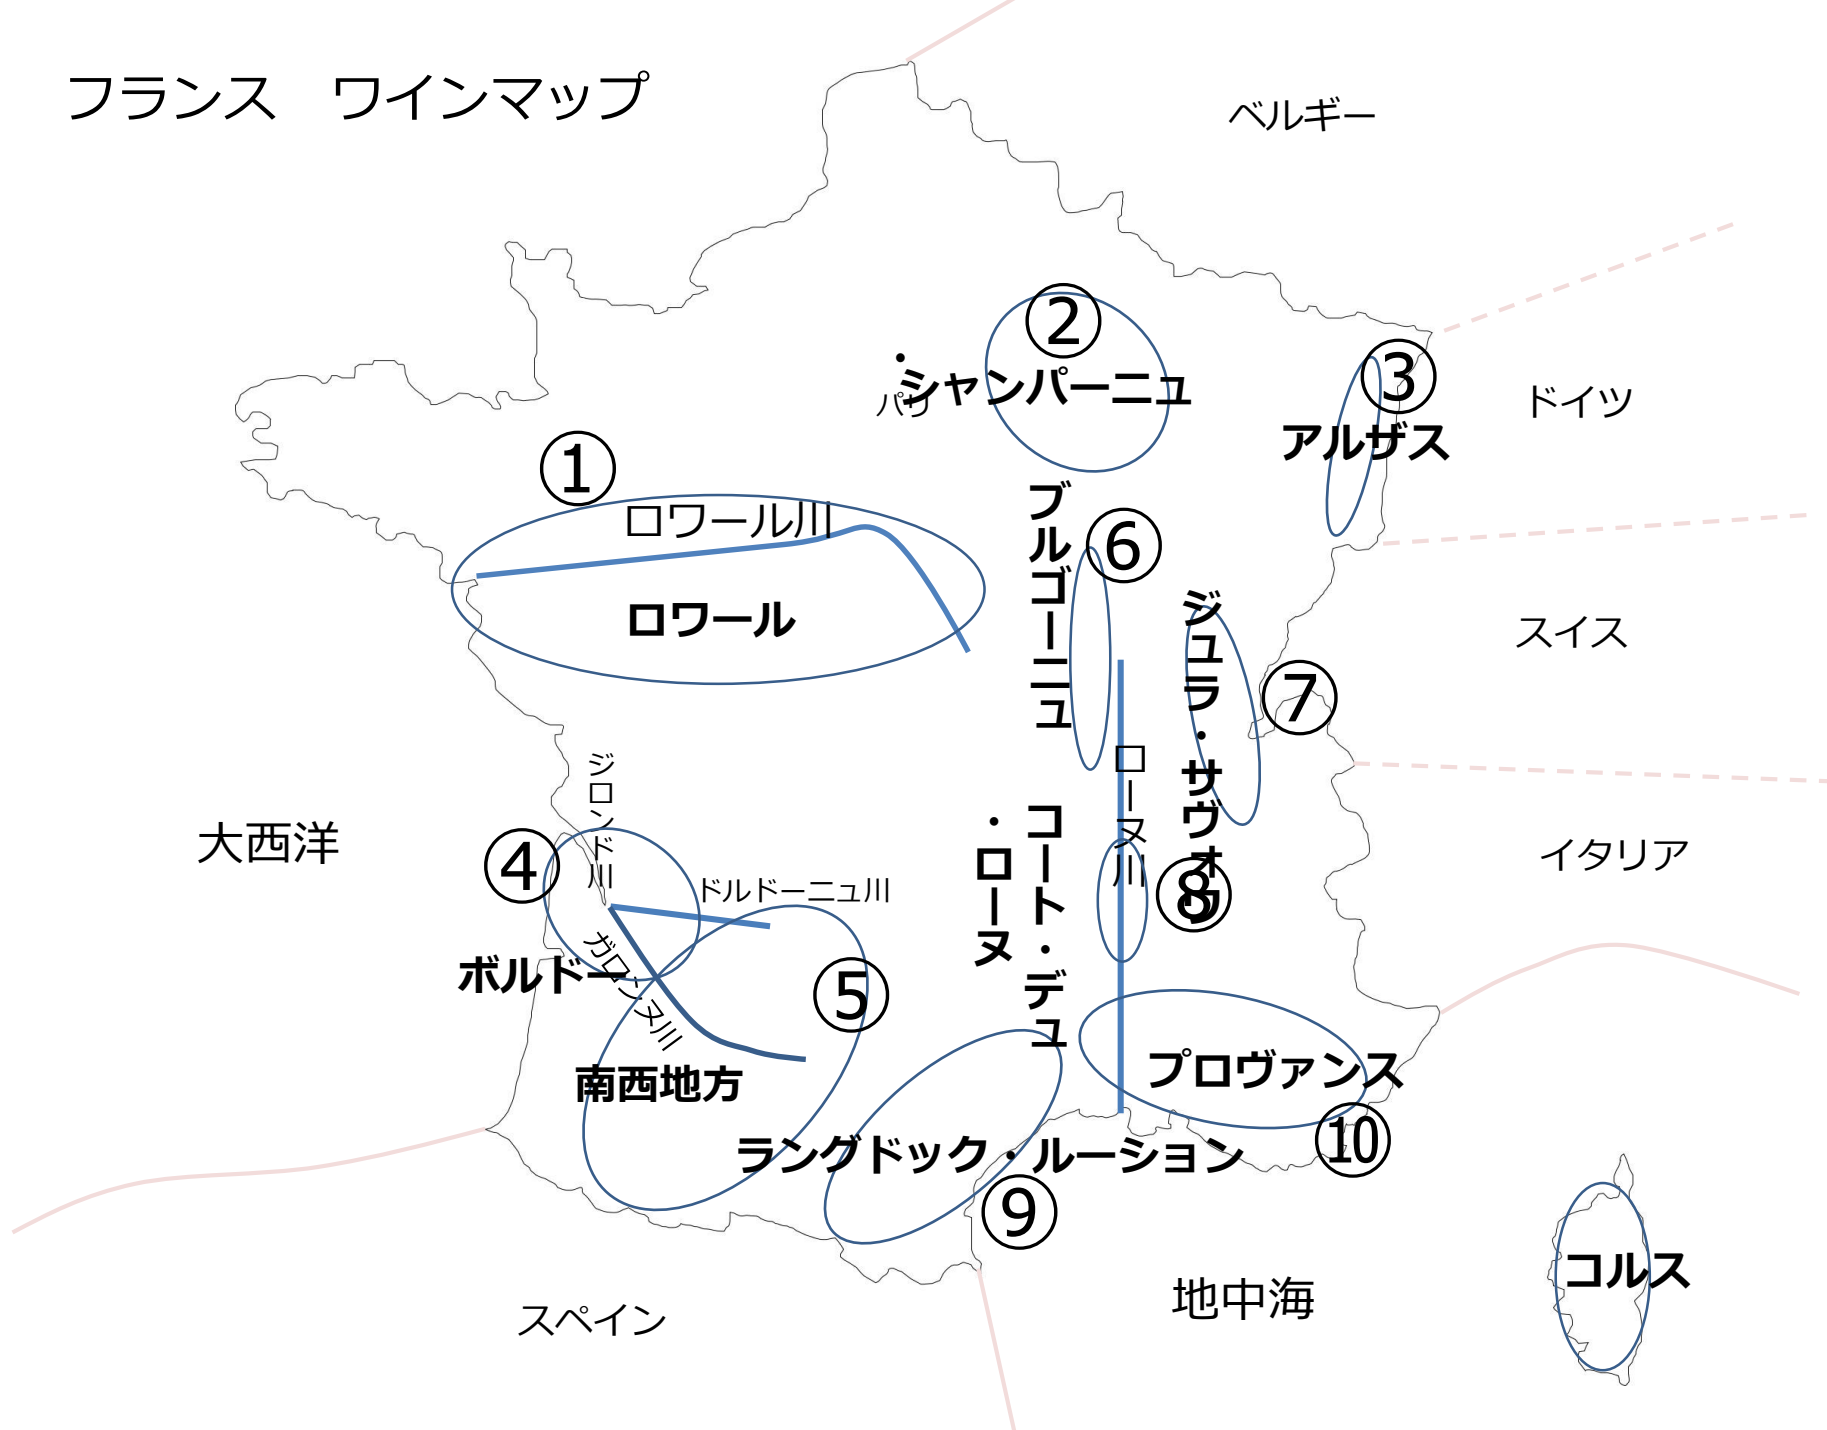 フランス　ワインマップ
ベルギー
②
・
シャンパーニュ
パリ
③
ドイツ
アルザス
①
ロワール川
ロワール
ブルゴーニュ
⑥
ジュラ・サヴォワ
⑦
スイス
ローヌ川
ジロンド川
大西洋
④
ドルドーニュ川
コート・デュ
・ローヌ
⑧
イタリア
ボルドー
ガロンヌ川
⑤
南西地方
プロヴァンス
⑩
ラングドック・ルーション
⑨
コルス
地中海
スペイン